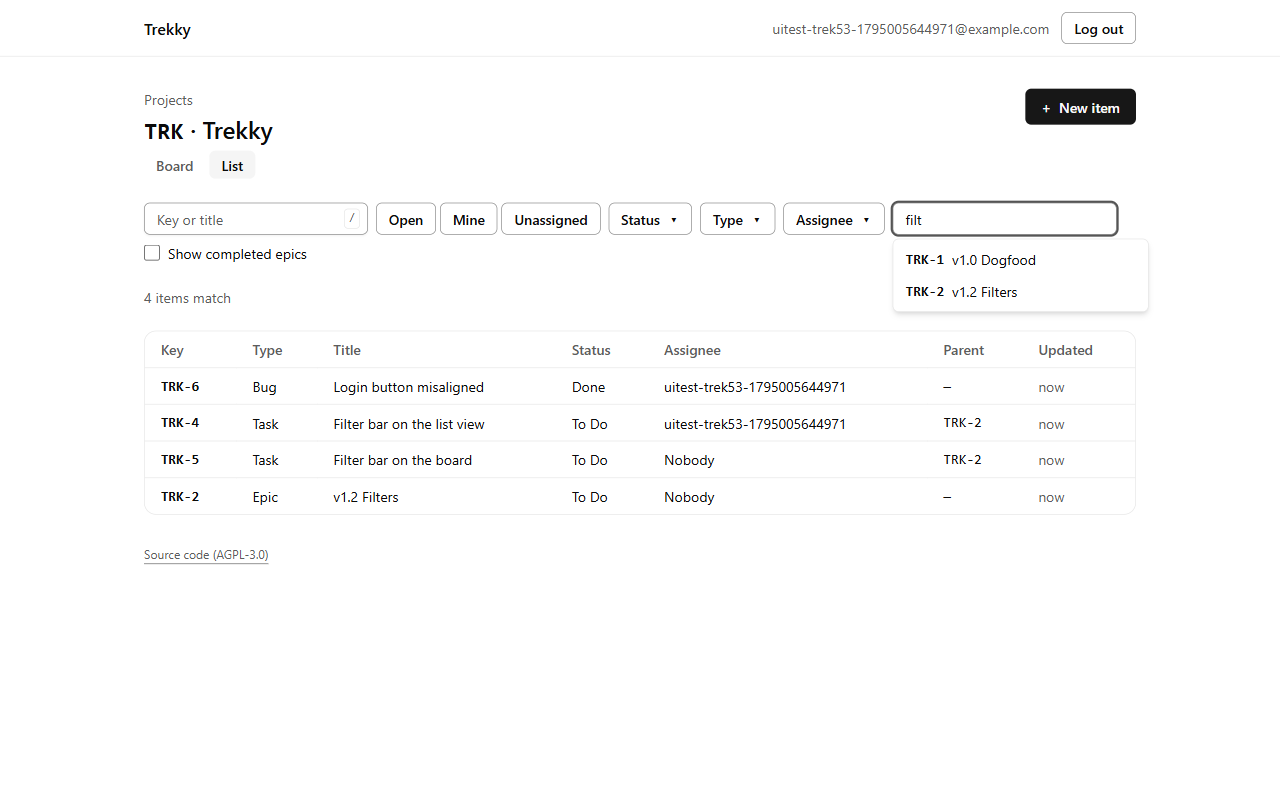 Trekky
uitest-trek53-1795005644971@example.com
Log out
Projects
TRK · Trekky
+ New item
Board List
Key or title /
Open
Mine
Unassigned
Status ▼
Type ▼
Assignee ▼
filt
TRK-1 v1.0 Dogfood
TRK-2 v1.2 Filters
Show completed epics
4 items match
Key Type Title Status Assignee Parent Updated
TRK-6 Bug Login button misaligned Done uitest-trek53-1795005644971 — now
TRK-4 Task Filter bar on the list view To Do uitest-trek53-1795005644971 TRK-2 now
TRK-5 Task Filter bar on the board To Do Nobody TRK-2 now
TRK-2 Epic v1.2 Filters To Do Nobody — now
Source code (AGPL-3.0)